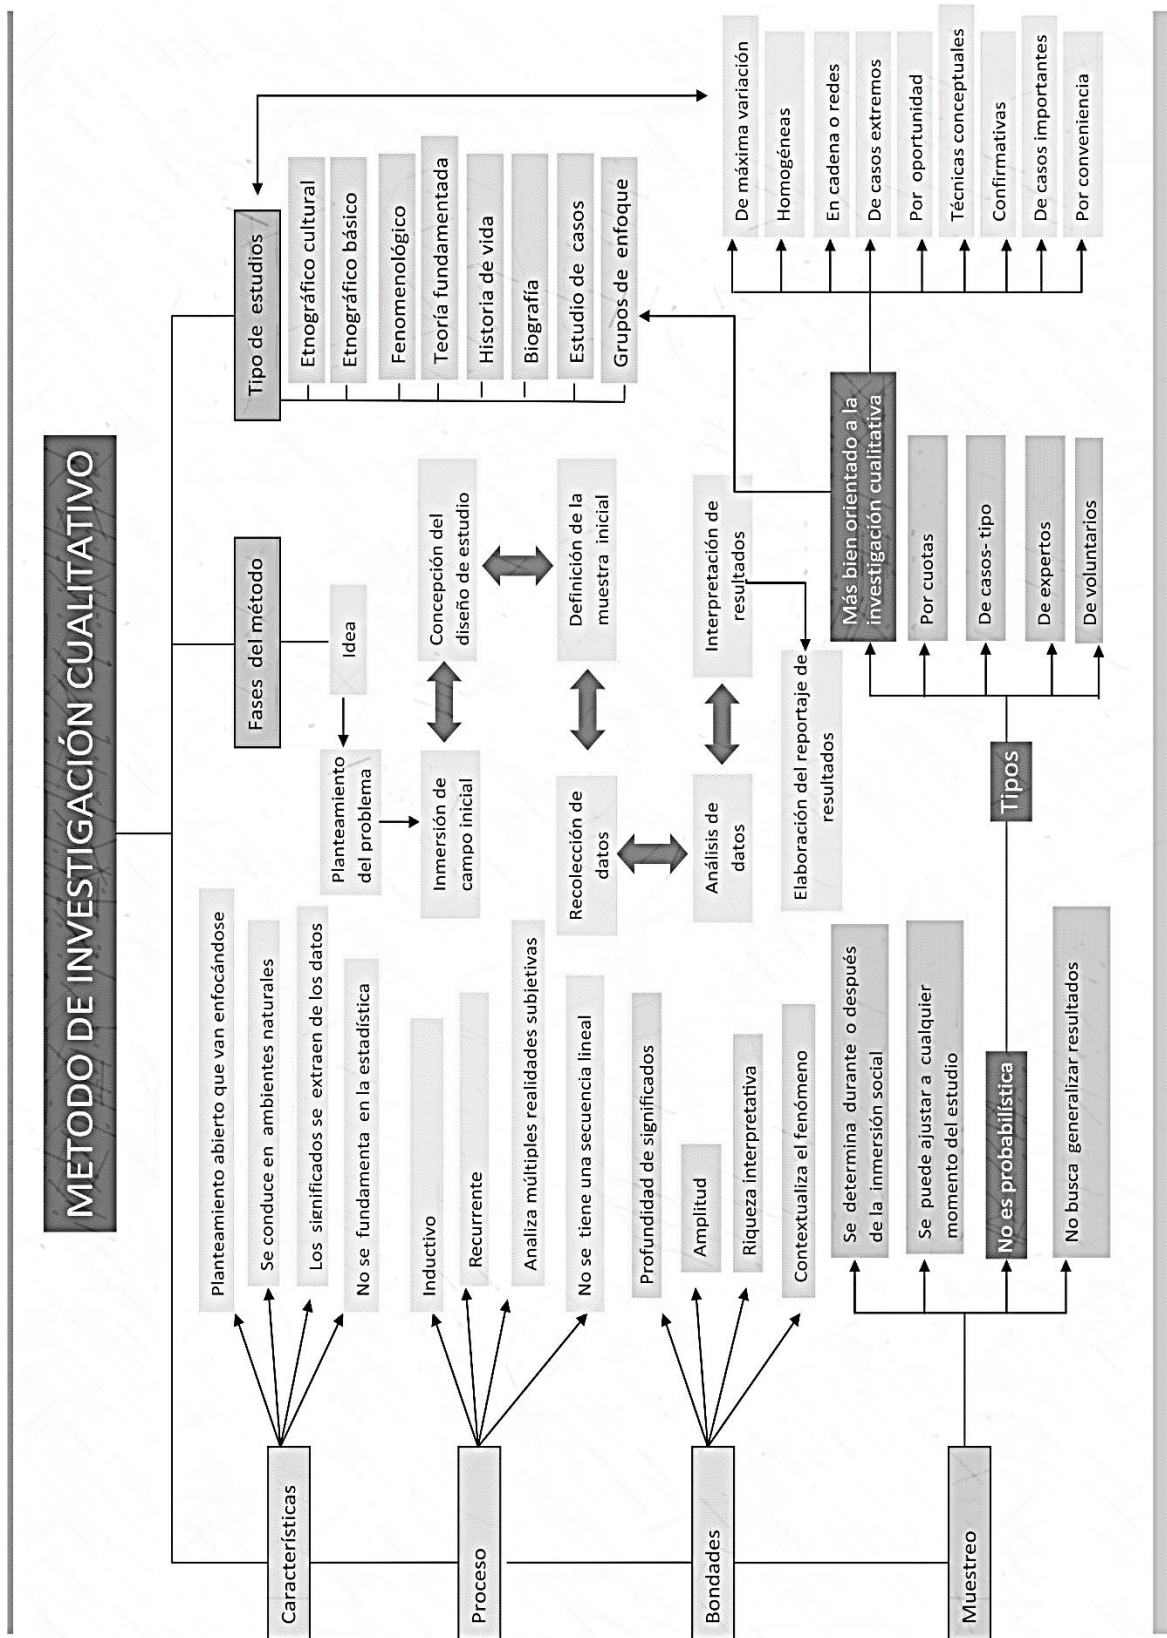 METODO DE INVESTIGACIÓN CUALITATIVO
Características
Planteamiento abierto que van enfocándose
Se conduce en ambientes naturales
Los significados se extraen de los datos
No se fundamenta en la estadística
Proceso
Inductivo
Recurrente
Analiza múltiples realidades subjetivas
No se tiene una secuencia lineal
Bondades
Profundidad de significados
Amplitud
Riqueza interpretativa
Contextualiza el fenómeno
Muestreo
Se determina durante o después
de la inmersión social
Se puede ajustar a cualquier
momento del estudio
No es probabilística
No busca generalizar resultados
Tipos
Más bien orientado a la
investigación cualitativa
Por cuotas
De casos- tipo
De expertos
De voluntarios
De máxima variación
Homogéneas
En cadena o redes
De casos extremos
Por oportunidad
Técnicas conceptuales
Confirmativas
De casos importantes
Por conveniencia
Fases del método
Idea
Planteamiento
del problema
Inmersión de
campo inicial
Concepción del
diseño de estudio
Definición de la
muestra inicial
Recolección de
datos
Análisis de
datos
Interpretación de
resultados
Elaboración del reportaje de
resultados
Tipo de estudios
Etnográfico cultural
Etnográfico básico
Fenomenológico
Teoría fundamentada
Historia de vida
Biografía
Estudio de casos
Grupos de enfoque